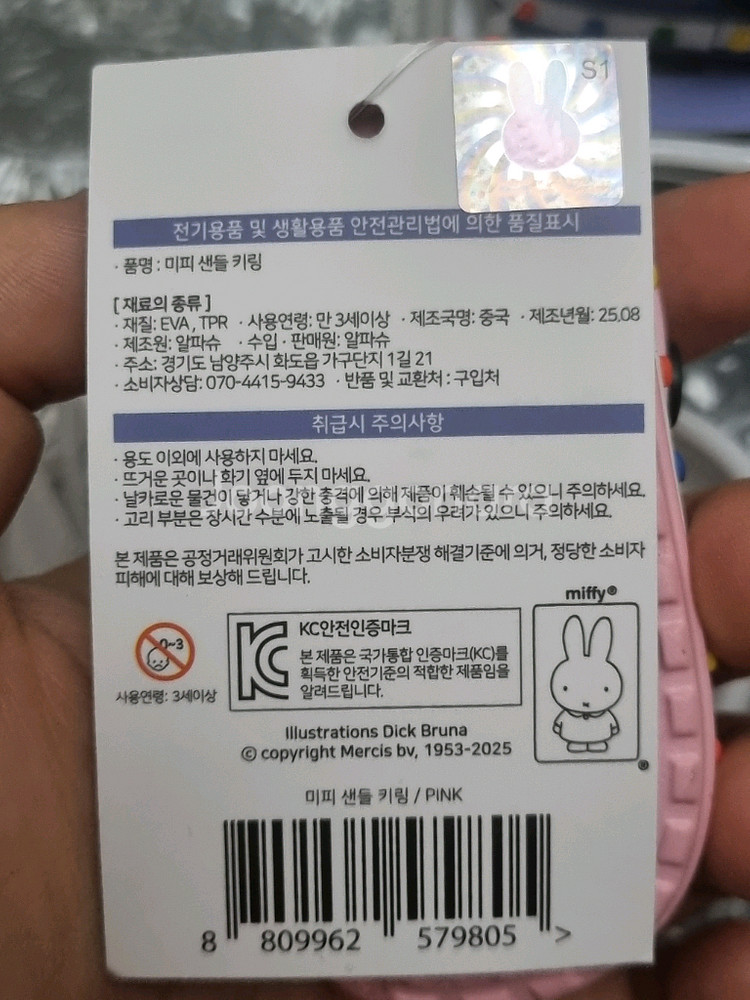 S1
전기용품 및 생활용품 안전관리법에 의한 품질표시
· 품명 : 미피 샌들 키링
[ 재료의 종류 ]
· 재질: EVA , TPR · 사용연령: 만 3세이상 · 제조국명: 중국 · 제조년월: 25.08
· 제조원: 알파슈 · 수입 · 판매원: 알파슈
· 주소: 경기도 남양주시 화도읍 가구단지 1길 21
· 소비자상담: 070-4415-9433 · 반품 및 교환처 : 구입처
취급시 주의사항
· 용도 이외에 사용하지 마세요.
· 뜨거운 곳이나 화기 옆에 두지 마세요.
· 날카로운 물건이 닿거나 강한 충격에 의해 제품이 훼손될 수 있으니 주의하세요.
· 고리 부분은 장시간 수분에 노출될 경우 부식의 우려가 있으니 주의하세요.
본 제품은 공정거래위원회가 고시한 소비자분쟁 해결기준에 의거, 정당한 소비자
피해에 대해 보상해 드립니다.
miffy®
0~3
사용연령: 3세이상
KC안전인증마크
본 제품은 국가통합 인증마크(KC)를
획득한 안전기준의 적합한 제품임을
알려드립니다.
®
Illustrations Dick Bruna
© copyright Mercis bv, 1953-2025
미피 샌들 키링 / PINK
8 809962 579805 >